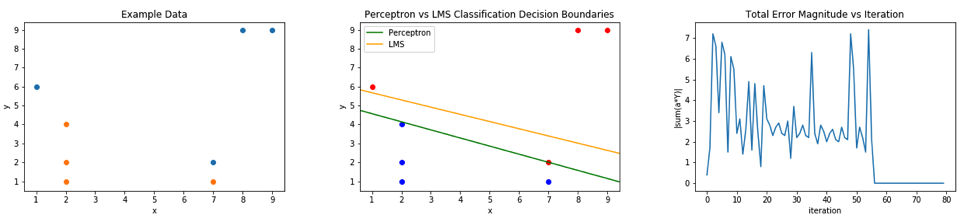 Example Data
9
8
7
6
5
4
3
2
1
y
1 2 3 4 5 6 7 8 9
x
Perceptron vs LMS Classification Decision Boundaries
Perceptron
LMS
9
8
7
6
5
4
3
2
1
y
1 2 3 4 5 6 7 8 9
x
Total Error Magnitude vs Iteration
7
6
5
4
3
2
1
0
|sum(a*Y)|
0 10 20 30 40 50 60 70 80
iteration